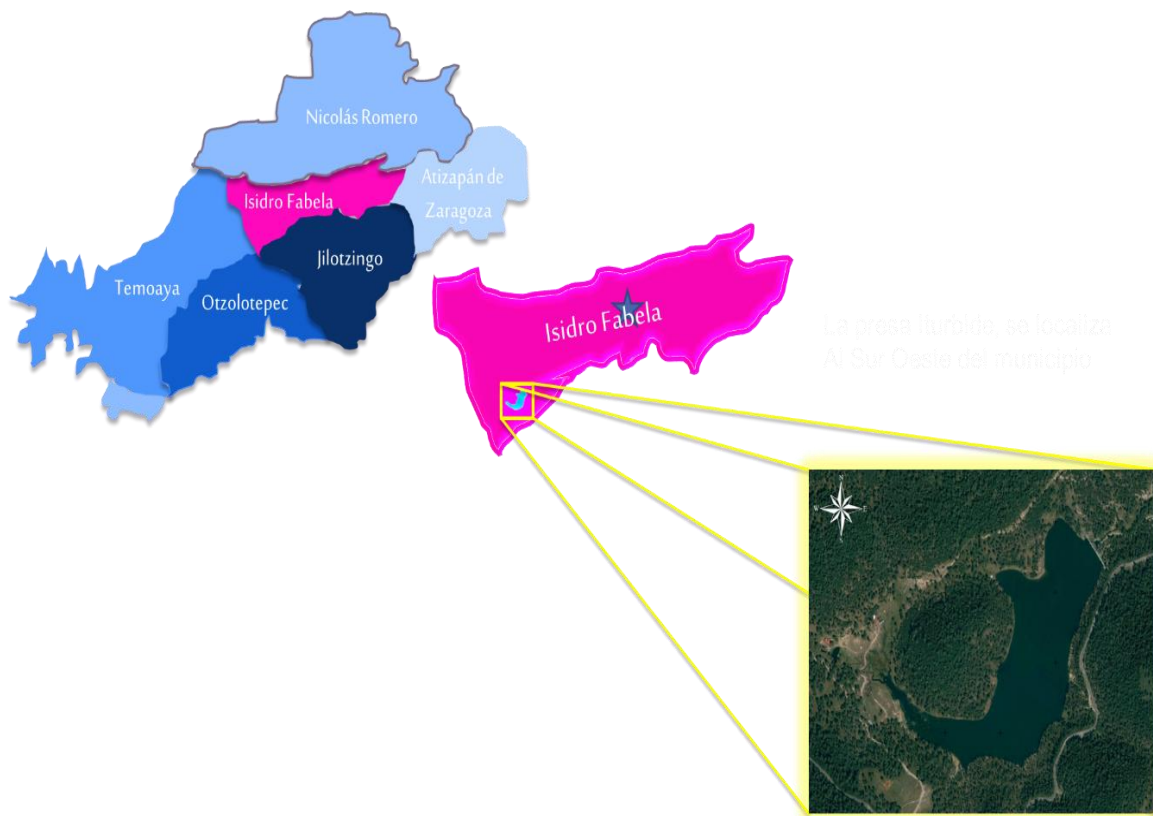 Nicolás Romero
Atizapán de
Zaragoza
Isidro Fabela
Jilotzingo
Temoaya
Otzolotepec
Isidro Fabela
La presa Iturbide, se localiza
Al Sur Oeste del municipio